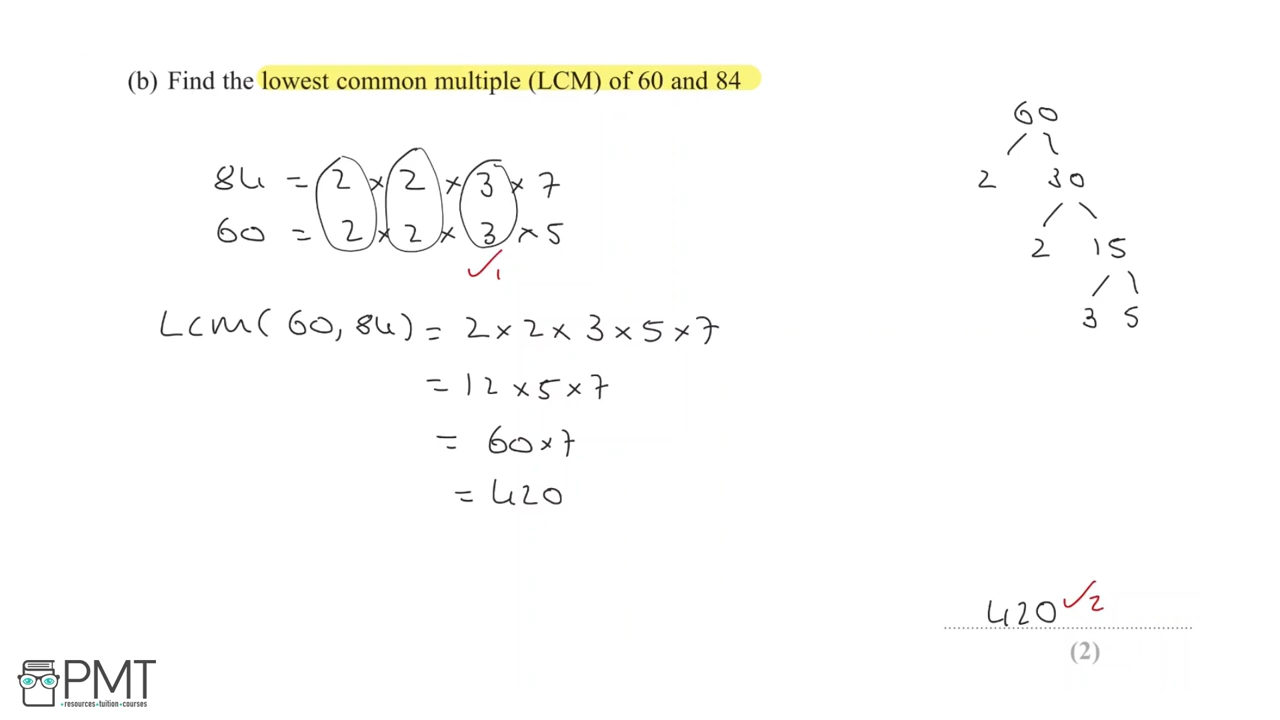 (b) Find the lowest common multiple (LCM) of 60 and 84
84 = 2 × 2 × 3 × 7
60 = 2 × 2 × 3 × 5
✓1
LCM(60, 84) = 2 × 2 × 3 × 5 × 7
= 12 × 5 × 7
= 60 × 7
= 420
60
2 30
2 15
3 5
420 ✓2
(2)
PMT
•resources•tuition•courses